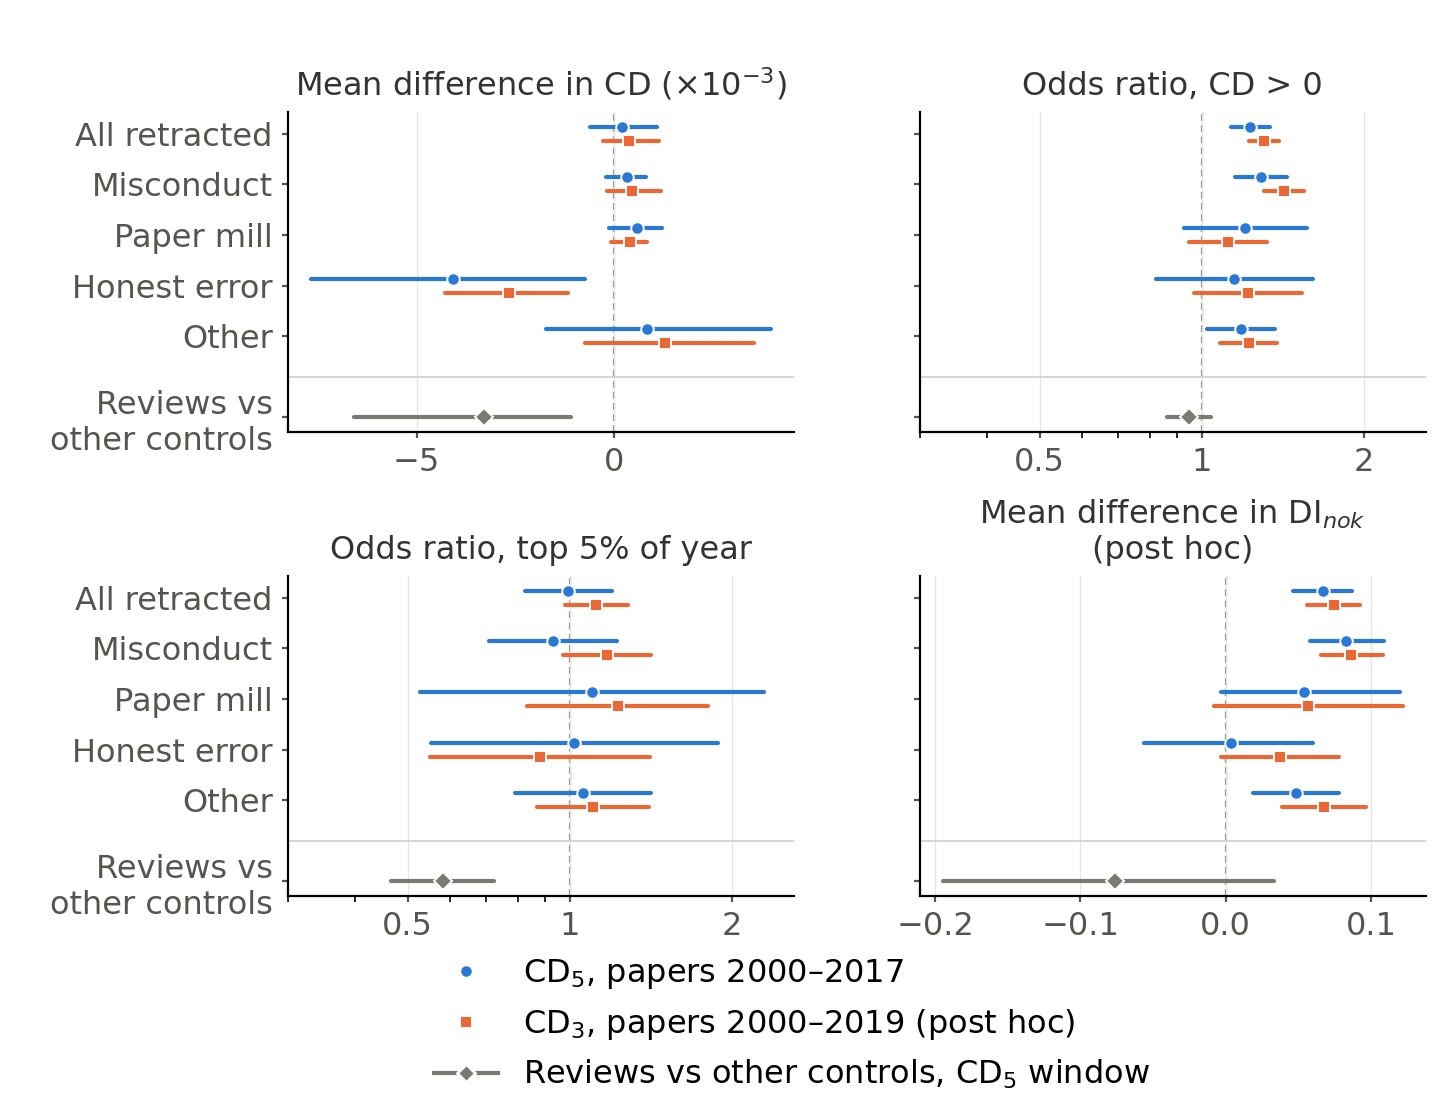 Mean difference in CD (×10⁻³)
All retracted
Misconduct
Paper mill
Honest error
Other
Reviews vs
other controls
−5
0
Odds ratio, CD > 0
0.5
1
2
Odds ratio, top 5% of year
All retracted
Misconduct
Paper mill
Honest error
Other
Reviews vs
other controls
0.5
1
2
Mean difference in DIₙₒₖ
(post hoc)
−0.2
−0.1
0.0
0.1
CD₅, papers 2000–2017
CD₃, papers 2000–2019 (post hoc)
Reviews vs other controls, CD₅ window